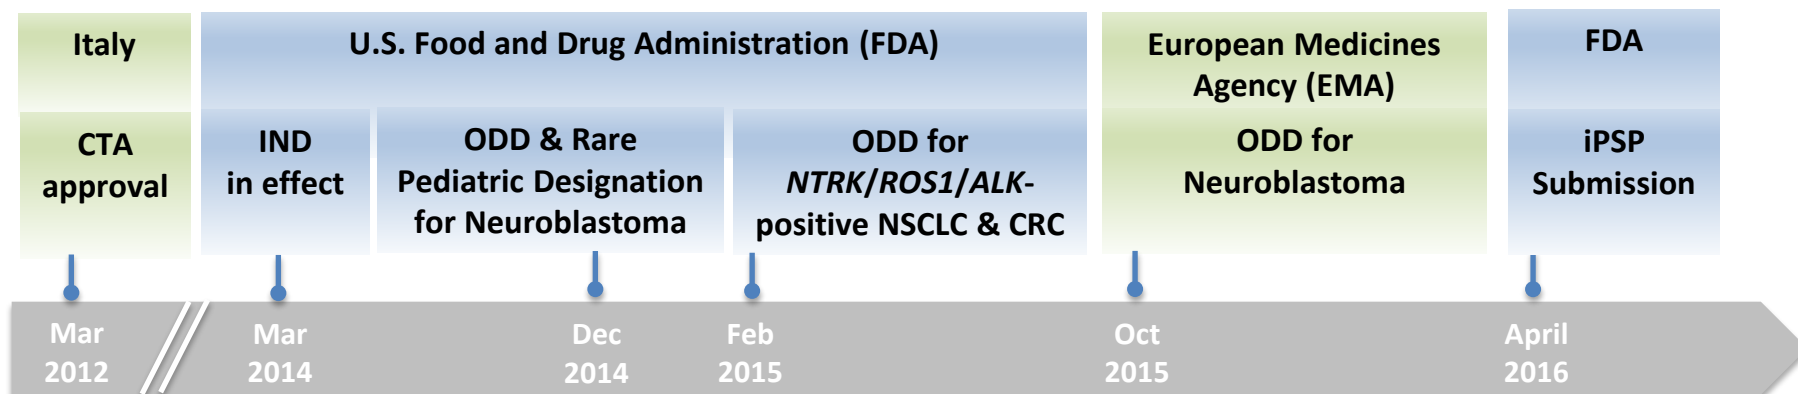 Italy
U.S. Food and Drug Administration (FDA)
European Medicines
Agency (EMA)
FDA
CTA
approval
IND
in effect
ODD & Rare
Pediatric Designation
for Neuroblastoma
ODD for
NTRK/ROS1/ALK-
positive NSCLC & CRC
ODD for
Neuroblastoma
iPSP
Submission
Mar
2012
Mar
2014
Dec
2014
Feb
2015
Oct
2015
April
2016